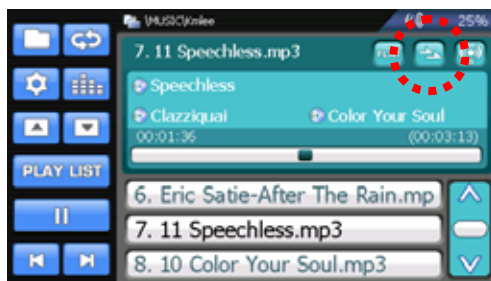 \MUSIC\Kmlee
25%
7. 11 Speechless.mp3
Speechless
Clazziquai
Color Your Soul
00:01:36
(00:03:13)
PLAY LIST
6. Eric Satie-After The Rain.mp
7. 11 Speechless.mp3
8. 10 Color Your Soul.mp3